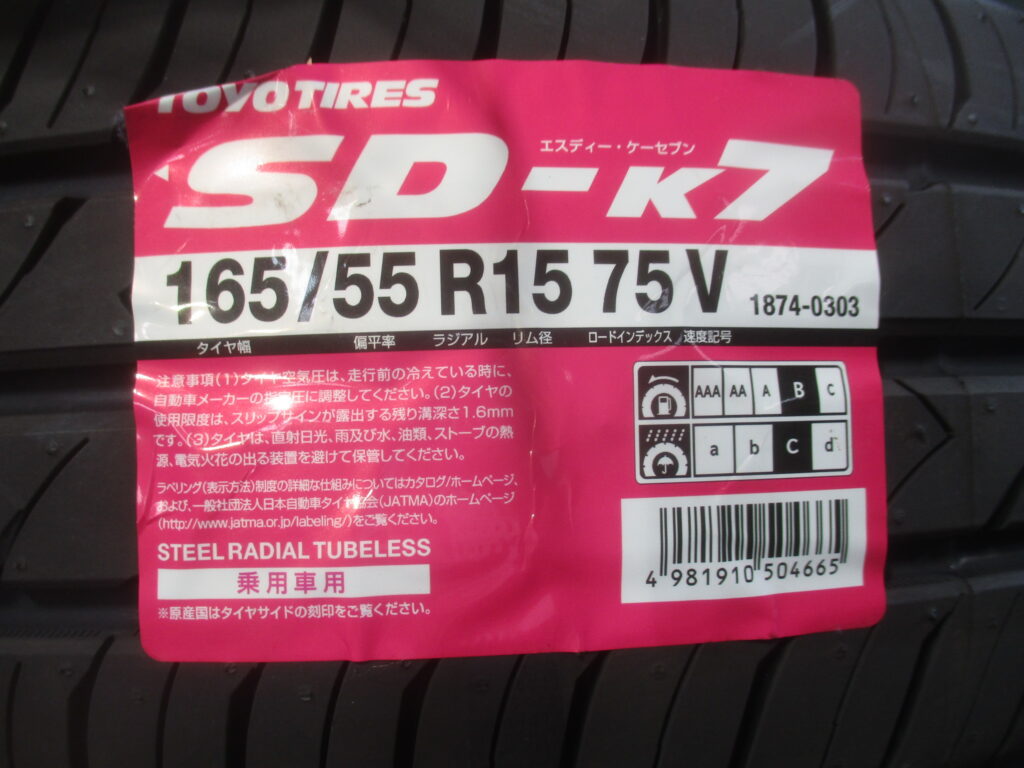 TOYO TIRES
エスディー・ケーセブン
SD-K7
165/55 R15 75 V 1874-0303
タイヤ幅 偏平率 ラジアル リム径 ロードインデックス 速度記号
注意事項(1)タイヤ空気圧は、走行前の冷えている時に、
自動車メーカーの指定圧に調整してください。(2)タイヤの
使用限度は、スリップサインが露出する残り溝深さ1.6mm
です。(3)タイヤは、直射日光、雨及び水、油類、ストーブの熱
源、電気火花の出る装置を避けて保管してください。
ラベリング(表示方法)制度の詳細な仕組みについてはカタログ/ホームページ、
および、一般社団法人日本自動車タイヤ協会(JATMA)のホームページ
(http://www.jatma.or.jp/labeling/)をご覧ください。
STEEL RADIAL TUBELESS
乗用車用
※原産国はタイヤサイドの刻印をご覧ください。
AAA AA A B C
a b C d
4 981910 504665